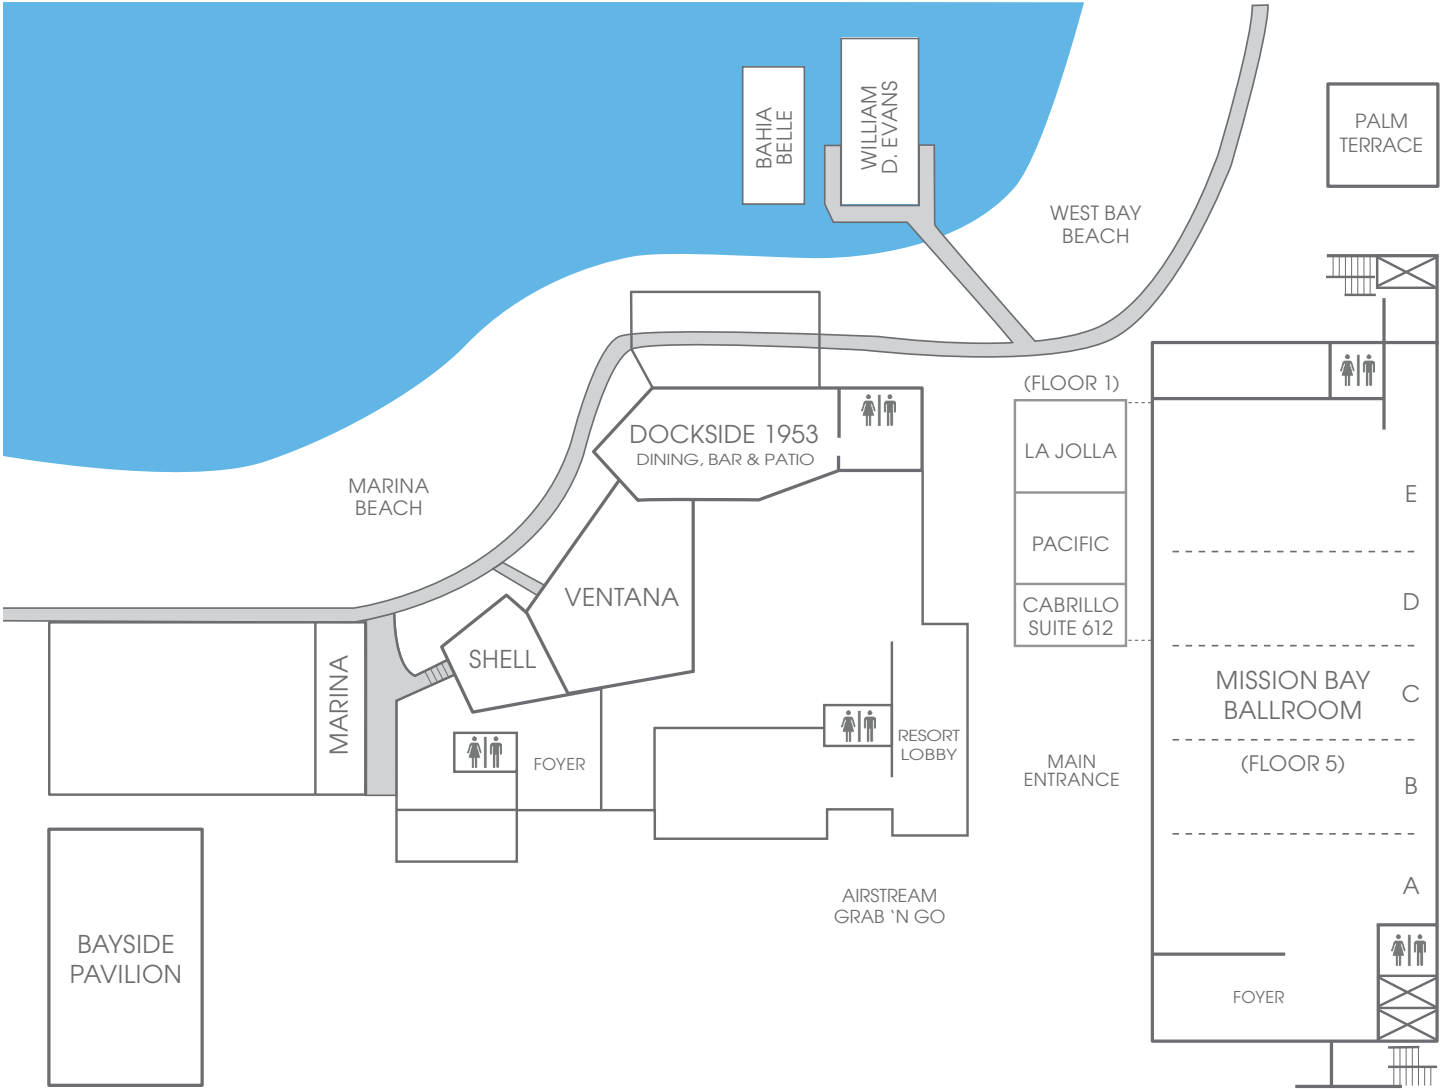 BAHIA
BELLE
WILLIAM
D. EVANS
PALM
TERRACE
WEST BAY
BEACH
(FLOOR 1)
LA JOLLA
PACIFIC
CABRILLO
SUITE 612
DOCKSIDE 1953
DINING, BAR & PATIO
MARINA
BEACH
VENTANA
SHELL
MARINA
FOYER
RESORT
LOBBY
MAIN
ENTRANCE
E
D
MISSION BAY
BALLROOM
C
(FLOOR 5)
B
A
AIRSTREAM
GRAB ‘N GO
BAYSIDE
PAVILION
FOYER